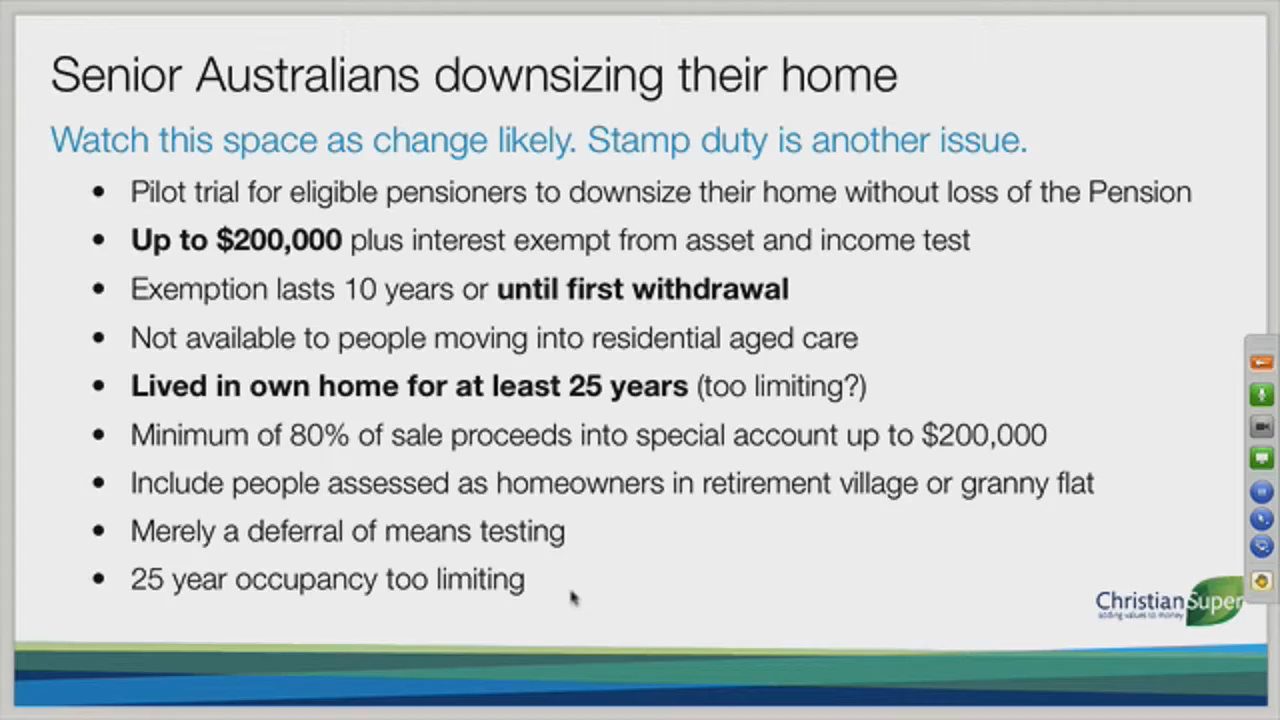 Senior Australians downsizing their home
Watch this space as change likely. Stamp duty is another issue.
• Pilot trial for eligible pensioners to downsize their home without loss of the Pension
• Up to $200,000 plus interest exempt from asset and income test
• Exemption lasts 10 years or until first withdrawal
• Not available to people moving into residential aged care
• Lived in own home for at least 25 years (too limiting?)
• Minimum of 80% of sale proceeds into special account up to $200,000
• Include people assessed as homeowners in retirement village or granny flat
• Merely a deferral of means testing
• 25 year occupancy too limiting
ChristianSuper
adding values to money